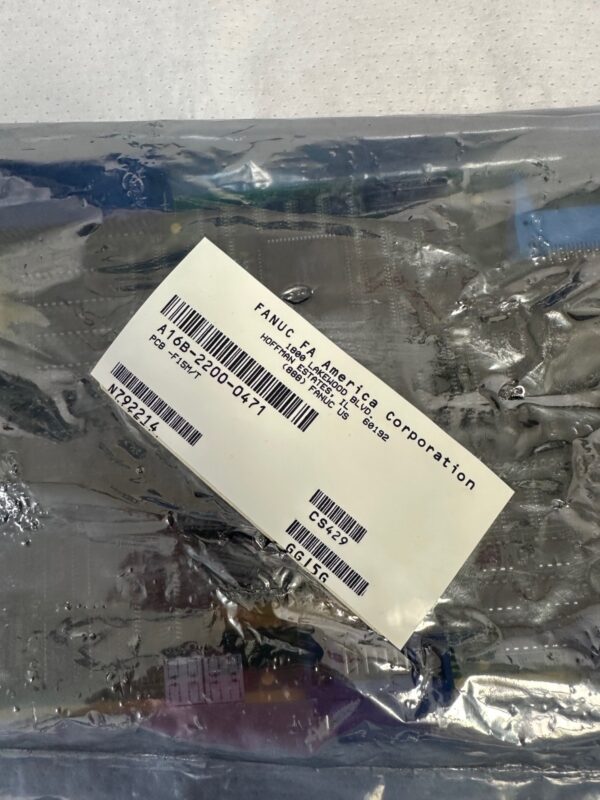 FANUC FA America Corporation
1800 LAKEWOOD BLVD.
HOFFMAN ESTATES, IL 60192
(888) FANUC US
A16B-2200-0471
PCB -F15M/T
N792214
CS429
GG15G